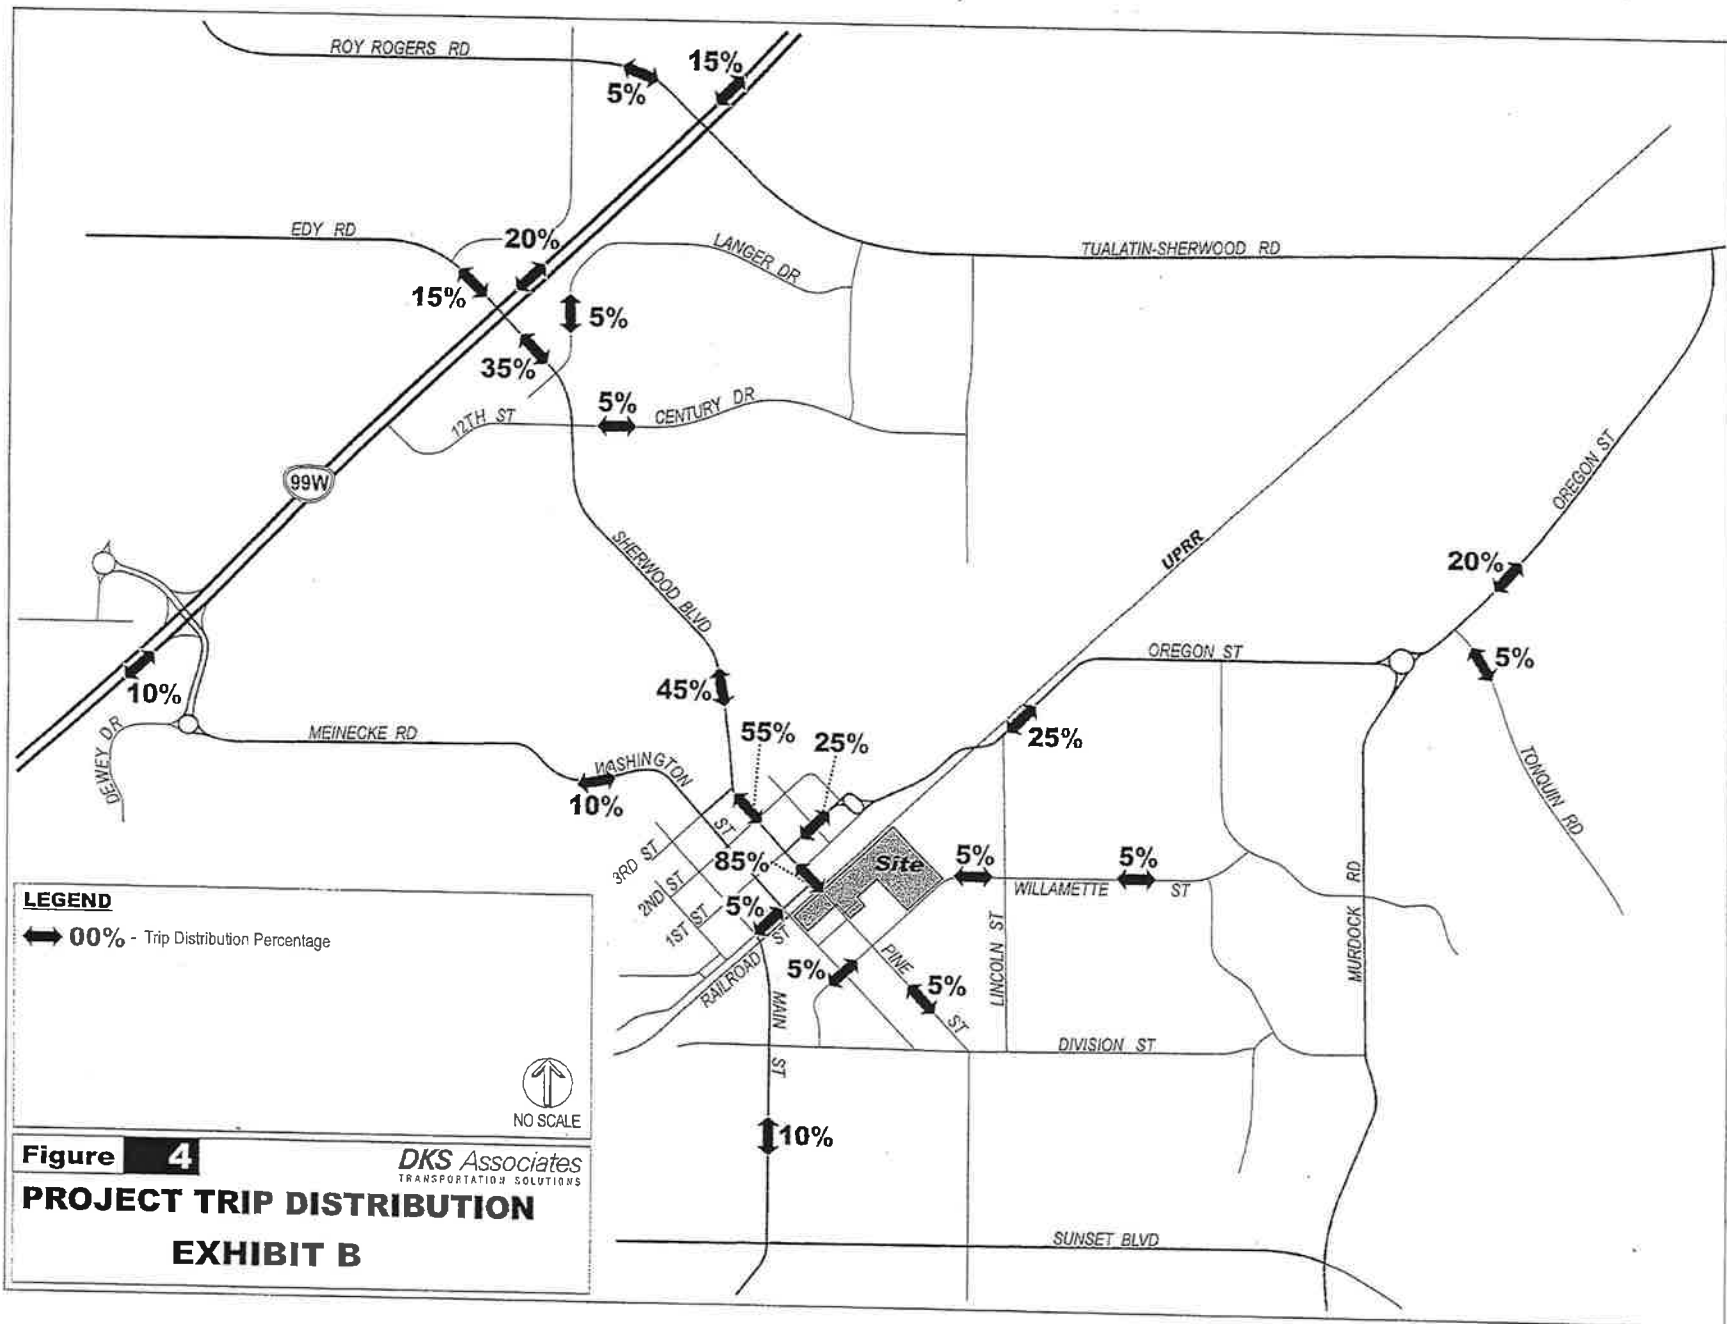 ROY ROGERS RD
15%
5%
EDY RD
20%
LANGER DR
TUALATIN-SHERWOOD RD
15%
5%
35%
5%
12TH ST
CENTURY DR
99W
OREGON ST
SHERWOOD BLVD
UPRR
20%
OREGON ST
5%
10%
45%
DEWEY DR
MEINECKE RD
55%
25%
25%
WASHINGTON
ST
10%
TONQUIN RD
3RD ST
85%
Site
5%
5%
WILLAMETTE ST
2ND ST
5%
1ST ST
RAILROAD ST
LINCOLN ST
MURDOCK RD
5%
PINE ST
5%
MAIN ST
DIVISION ST
10%
SUNSET BLVD
LEGEND
00% - Trip Distribution Percentage
NO SCALE
Figure 4
DKS Associates
TRANSPORTATION SOLUTIONS
PROJECT TRIP DISTRIBUTION
EXHIBIT B